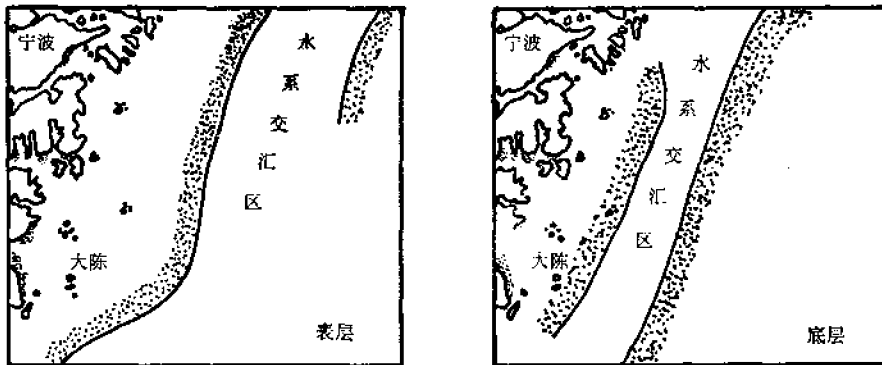 宁波
水
系
交
汇
区
大陈
表层
宁波
水
系
交
汇
区
大陈
底层